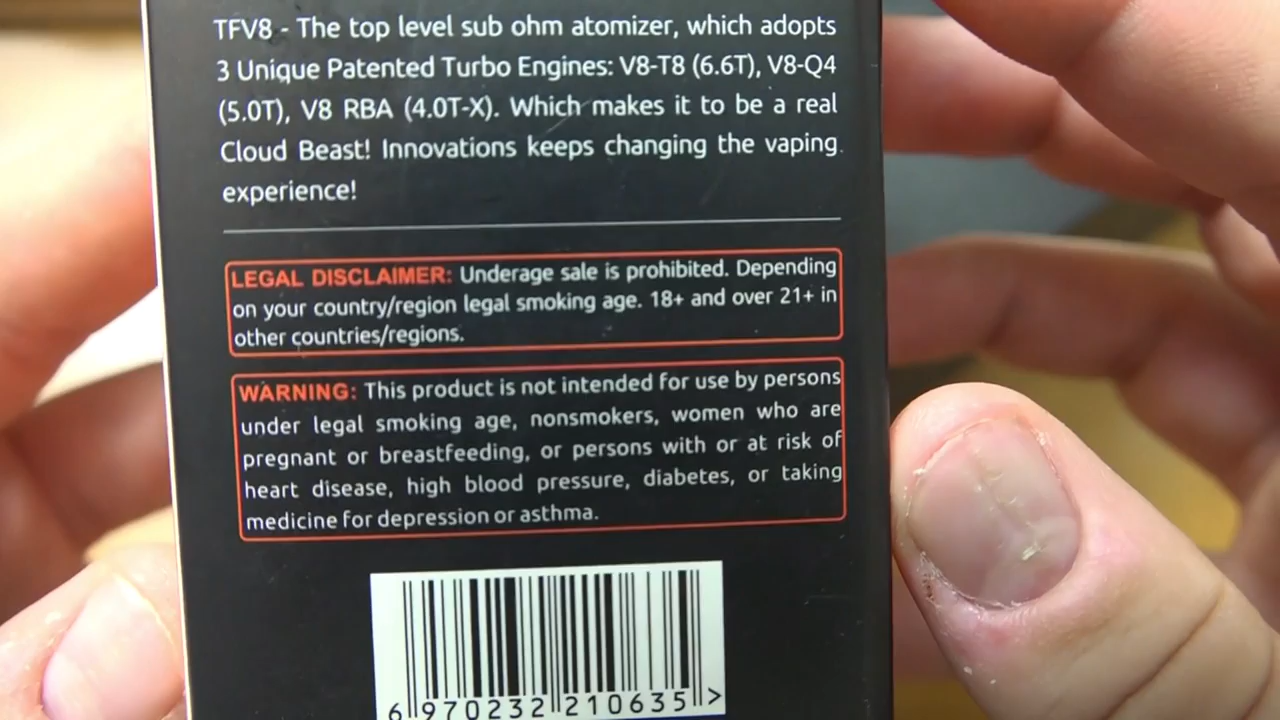 TFV8 - The top level sub ohm atomizer, which adopts
3 Unique Patented Turbo Engines: V8-T8 (6.6T), V8-Q4
(5.0T), V8 RBA (4.0T-X). Which makes it to be a real
Cloud Beast! Innovations keeps changing the vaping
experience!
LEGAL DISCLAIMER: Underage sale is prohibited. Depending
on your country/region legal smoking age. 18+ and over 21+ in
other countries/regions.
WARNING: This product is not intended for use by persons
under legal smoking age, nonsmokers, women who are
pregnant or breastfeeding, or persons with or at risk of
heart disease, high blood pressure, diabetes, or taking
medicine for depression or asthma.
6 970232 210635 >